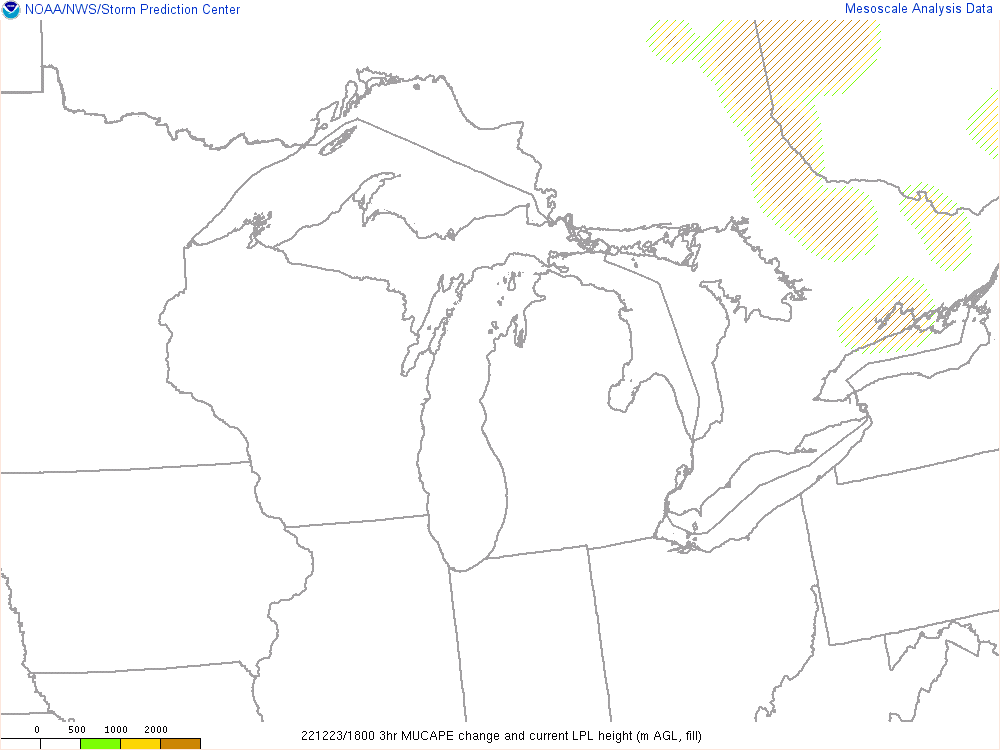 NOAA/NWS/Storm Prediction Center
Mesoscale Analysis Data
0 500 1000 2000
221223/1800 3hr MUCAPE change and current LPL height (m AGL, fill)